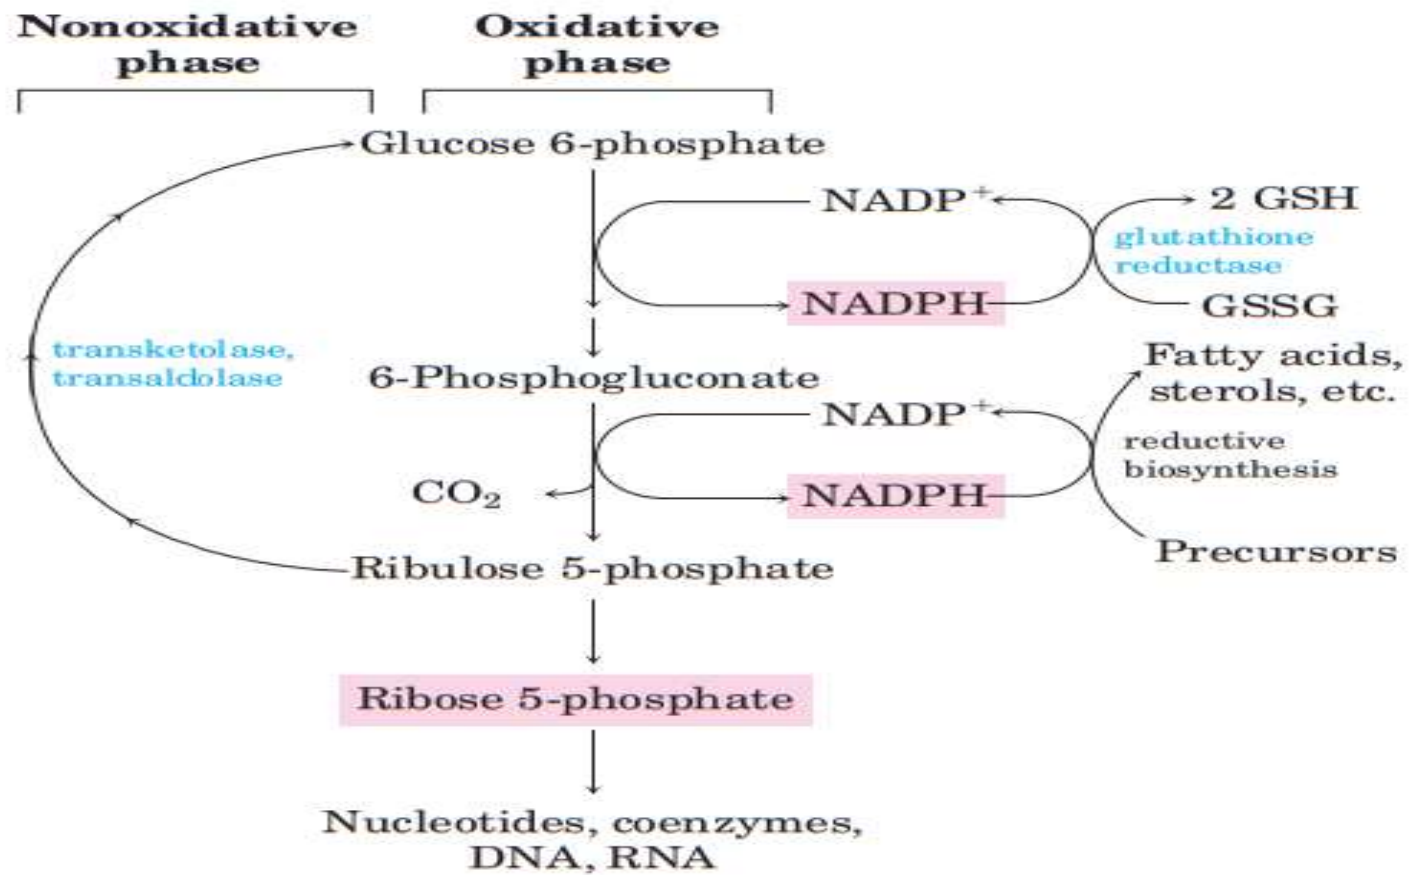 Nonoxidative
phase
Oxidative
phase
Glucose 6-phosphate
NADP⁺
2 GSH
glutathione
reductase
NADPH
GSSG
transketolase,
transaldolase
6-Phosphogluconate
Fatty acids,
sterols, etc.
NADP⁺
reductive
biosynthesis
CO₂
NADPH
Precursors
Ribulose 5-phosphate
Ribose 5-phosphate
Nucleotides, coenzymes,
DNA, RNA